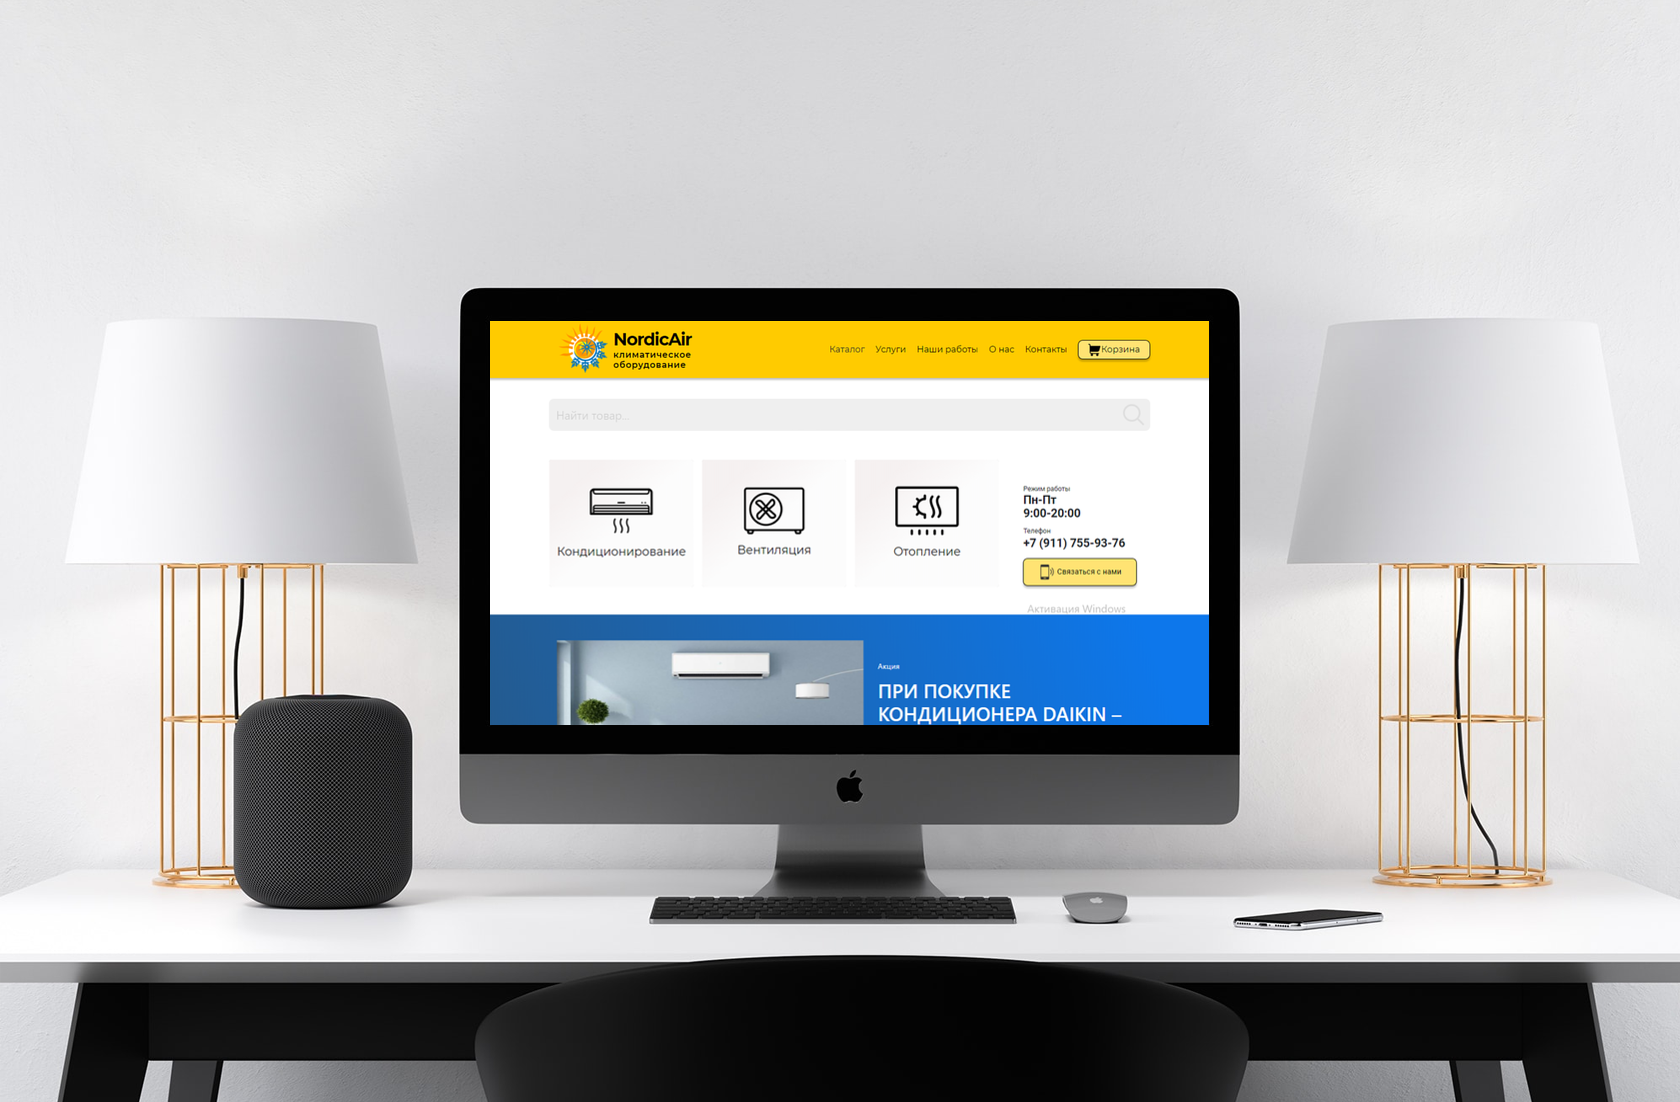 NordicAir
климатическое
оборудование
Каталог Услуги Наши работы О нас Контакты Корзина
Найти товар...
Кондиционирование
Вентиляция
Отопление
Режим работы
Пн-Пт
9:00-20:00
Телефон
+7 (911) 755-93-76
Связаться с нами
Активация Windows
Акция
ПРИ ПОКУПКЕ
КОНДИЦИОНЕРА DAIKIN –